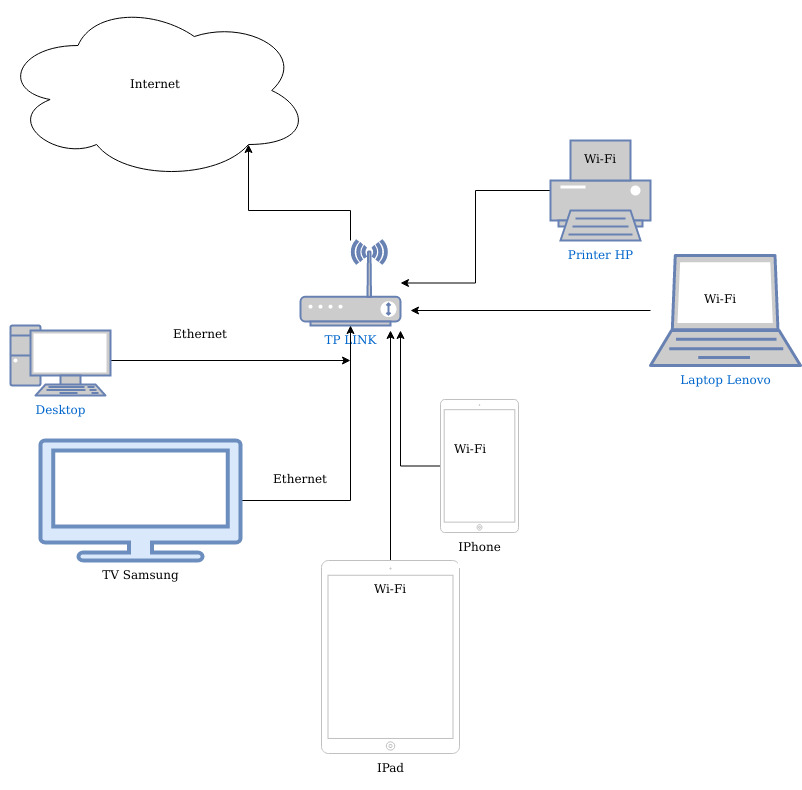 Internet
Wi-Fi
Printer HP
Wi-Fi
Laptop Lenovo
TP LINK
Ethernet
Desktop
Ethernet
TV Samsung
Wi-Fi
IPhone
Wi-Fi
IPad